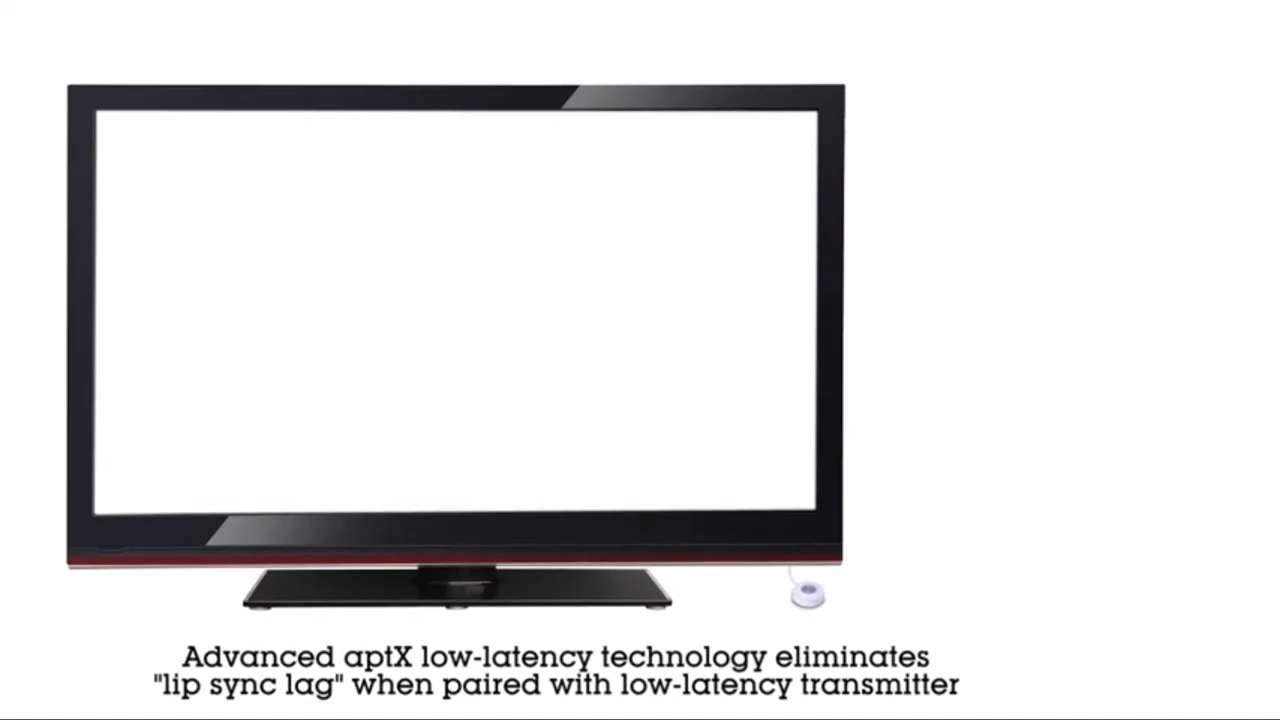 Advanced aptX low-latency technology eliminates
"lip sync lag" when paired with low-latency transmitter